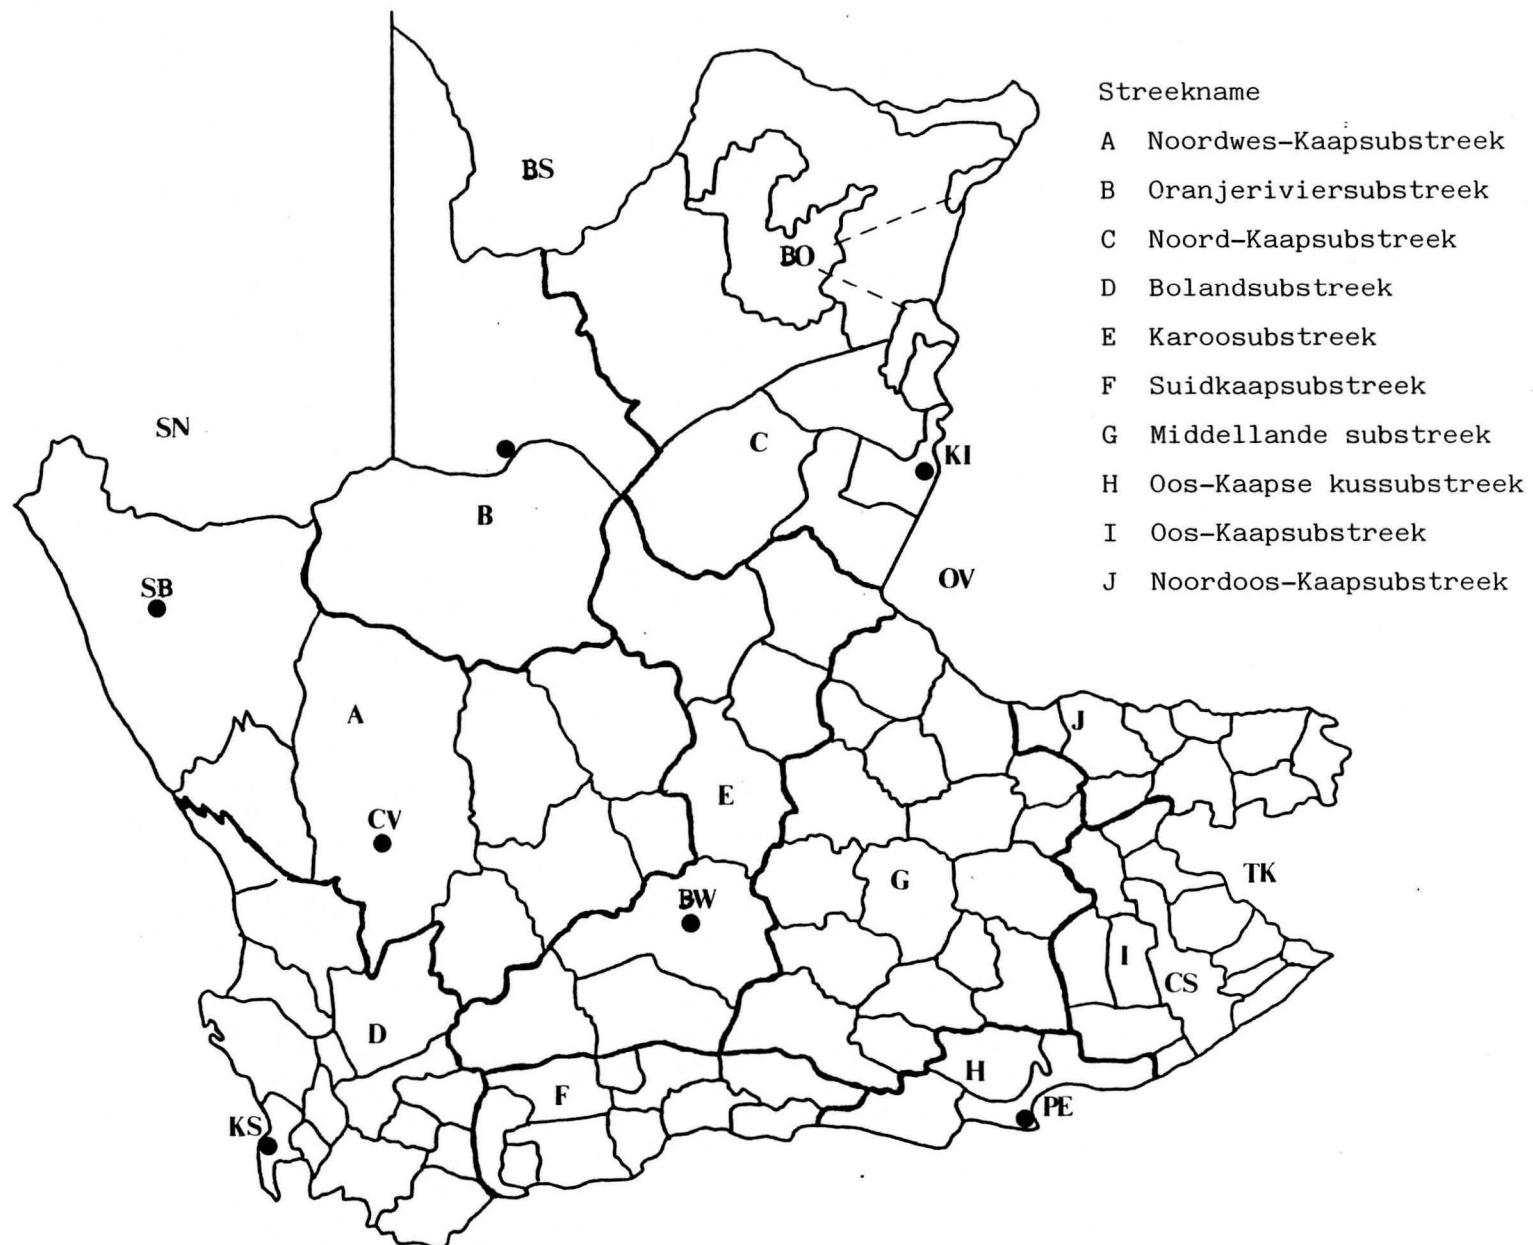 Streekname
A Noordwes-Kaapsubstreek
B Oranjeriviersubstreek
C Noord-Kaapsubstreek
D Bolandsubstreek
E Karoosubstreek
F Suidkaapsubstreek
G Middellande substreek
H Oos-Kaapse kussubstreek
I Oos-Kaapsubstreek
J Noordoos-Kaapsubstreek
BS
BO
SN
C
KI
B
SB
OV
A
J
E
CV
G
TK
BW
I
CS
D
H
F
PE
KS